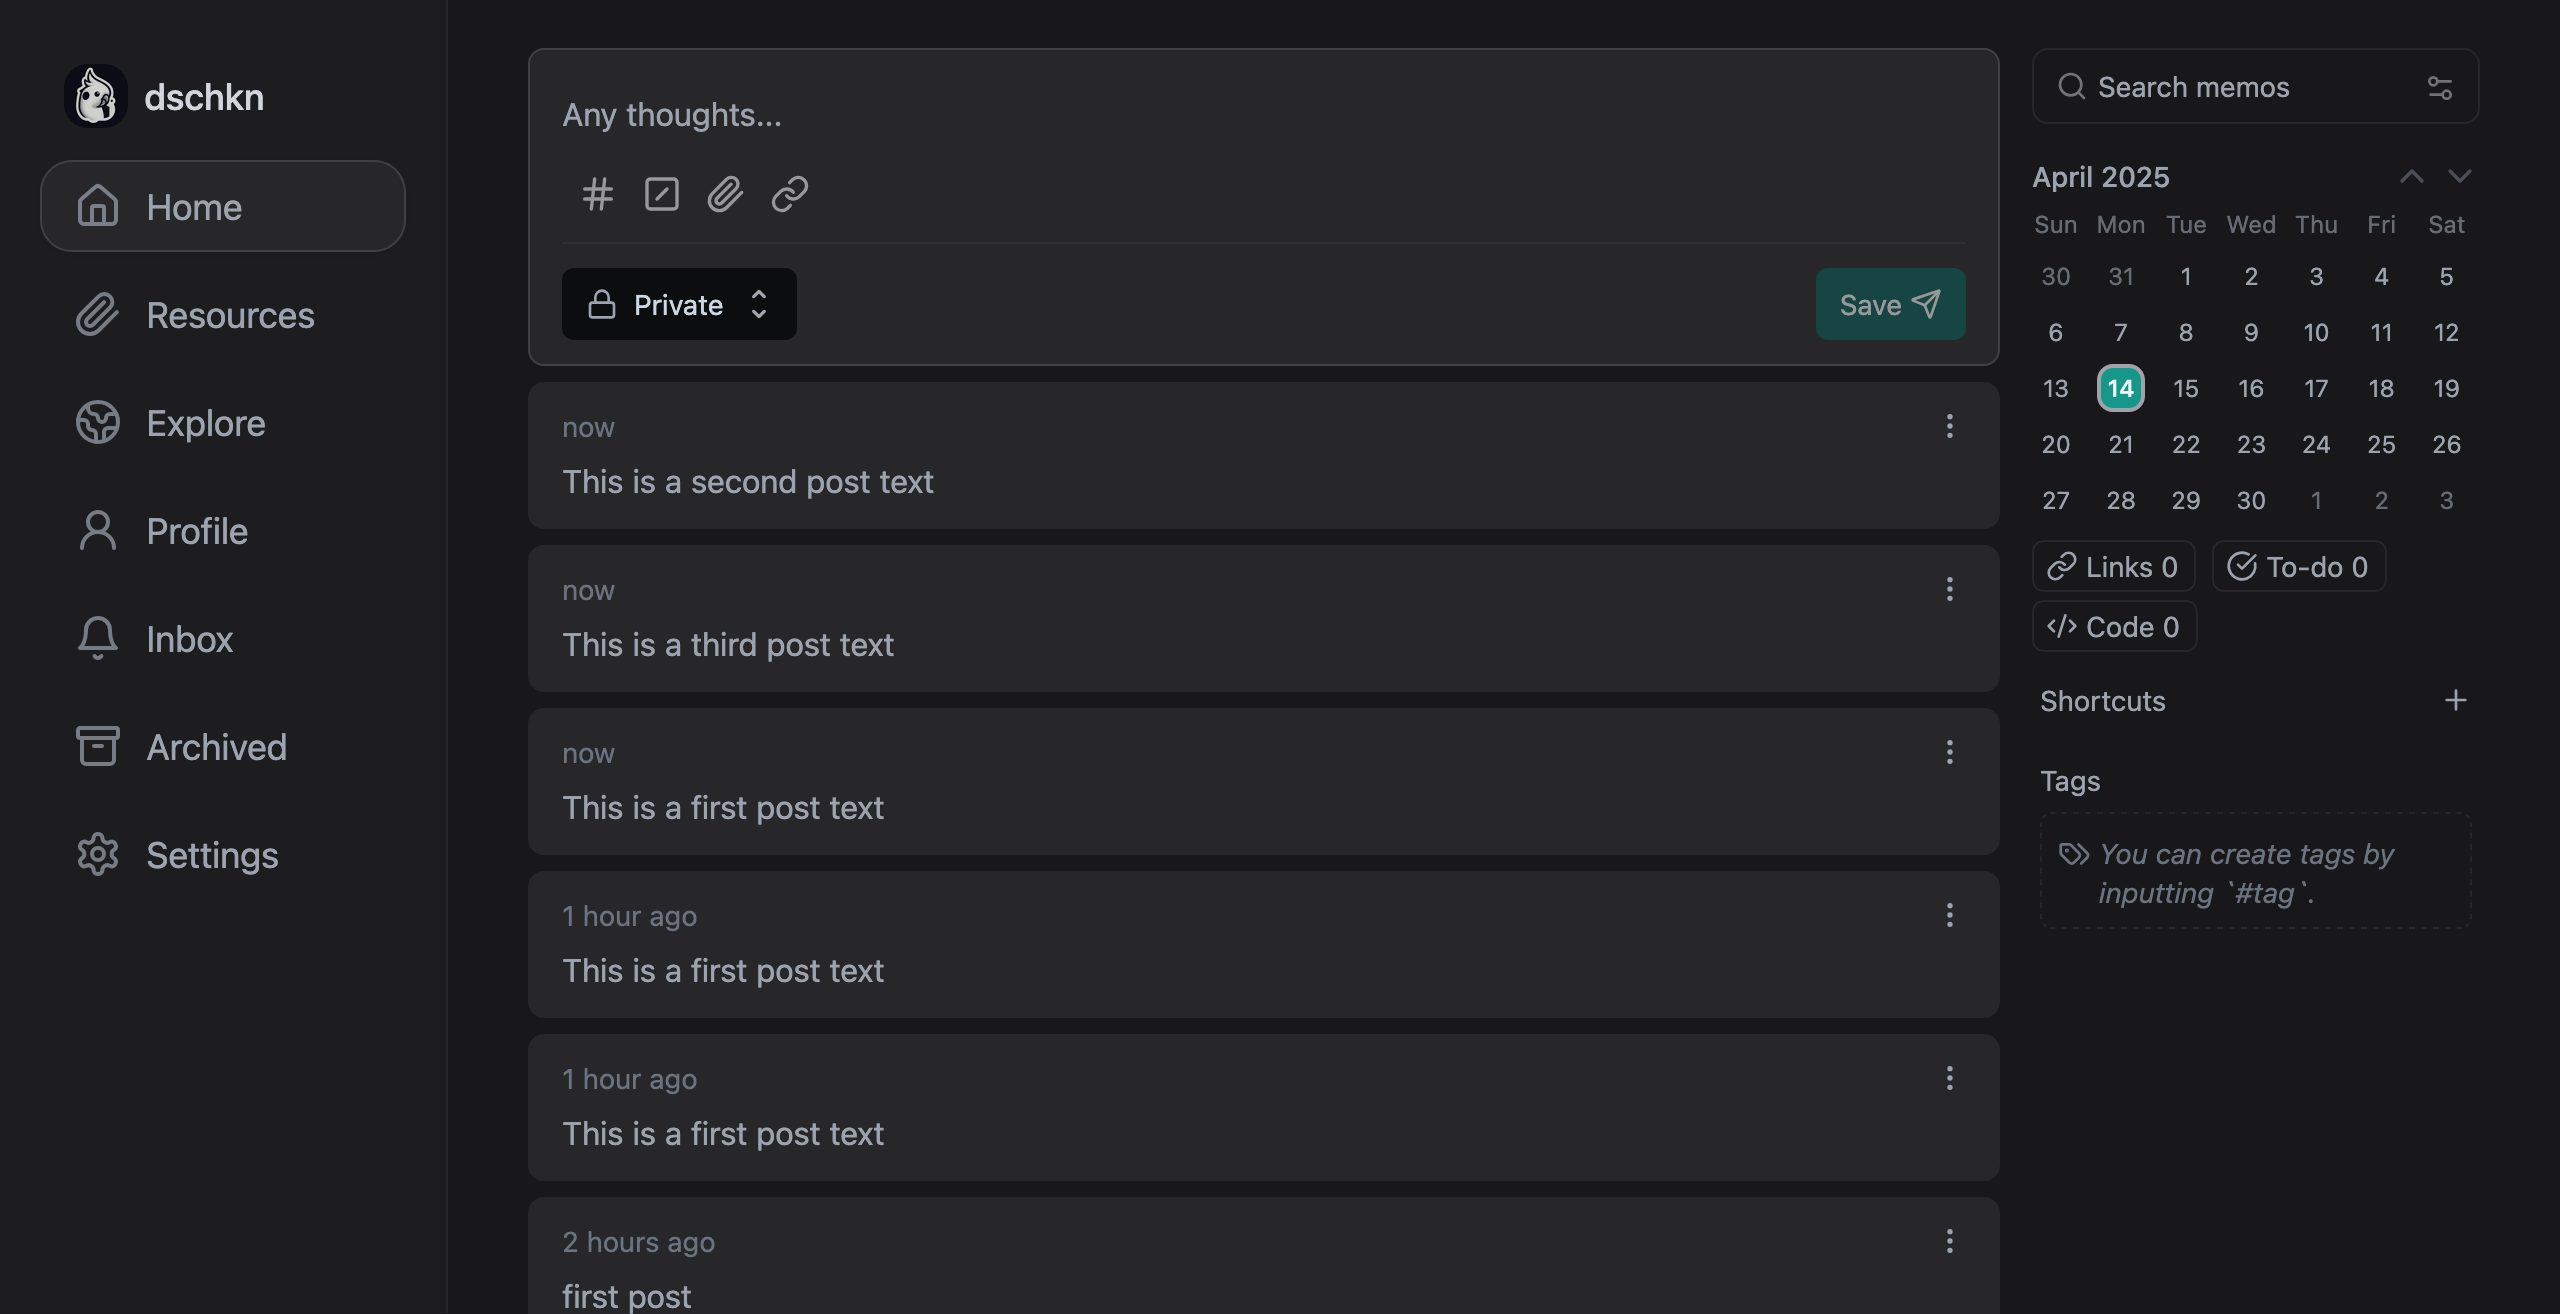 dschkn
Home
Resources
Explore
Profile
Inbox
Archived
Settings
Any thoughts...
Private
Save
now
This is a second post text
now
This is a third post text
now
This is a first post text
1 hour ago
This is a first post text
1 hour ago
This is a first post text
2 hours ago
first post
Search memos
April 2025
Sun Mon Tue Wed Thu Fri Sat
30 31 1 2 3 4 5
6 7 8 9 10 11 12
13 14 15 16 17 18 19
20 21 22 23 24 25 26
27 28 29 30 1 2 3
Links 0 To-do 0
Code 0
Shortcuts
Tags
You can create tags by
inputting `#tag`.